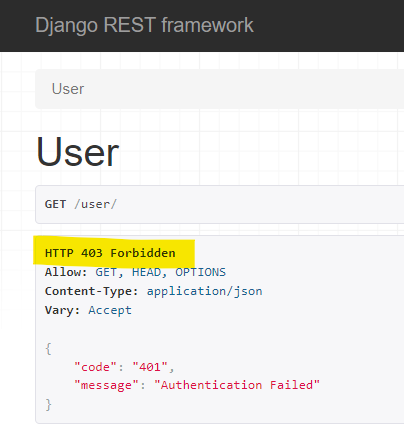 Django REST framework
User
User
GET /user/
HTTP 403 Forbidden
Allow: GET, HEAD, OPTIONS
Content-Type: application/json
Vary: Accept
{
    "code": "401",
    "message": "Authentication Failed"
}